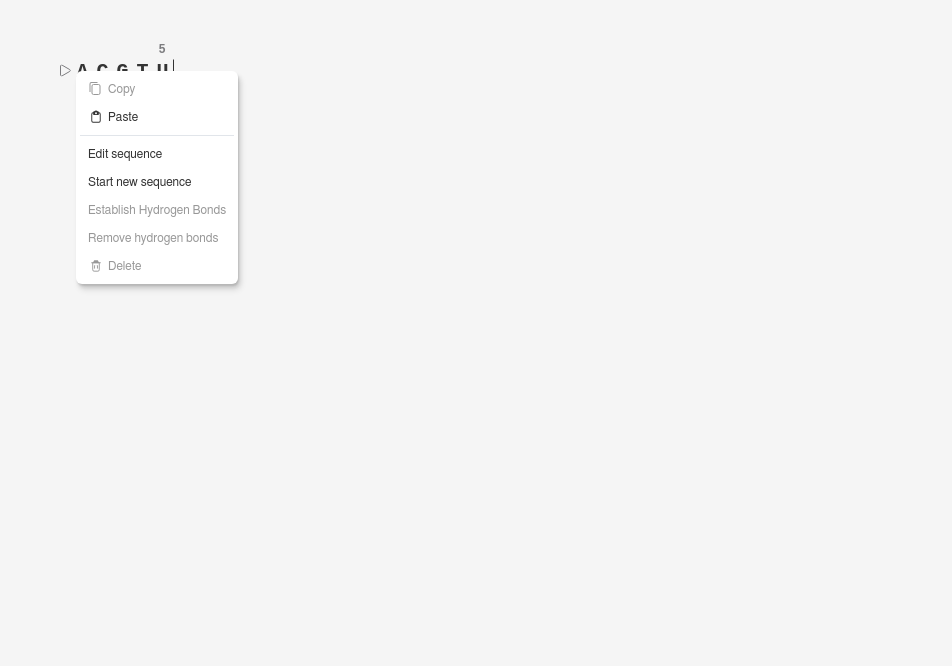 5
A C G T U
Copy
Paste
Edit sequence
Start new sequence
Establish Hydrogen Bonds
Remove hydrogen bonds
Delete